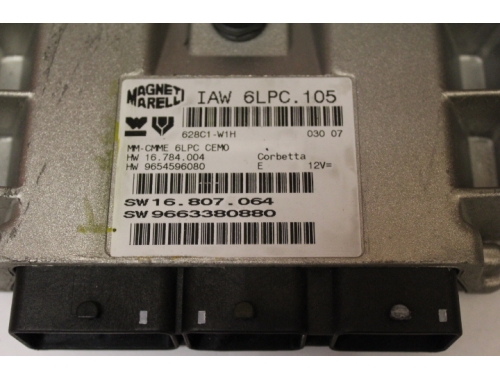 MAGNETI
MARELLI
IAW 6LPC.105
628C1-W1H
030 07
MM-CMME 6LPC CEMO
HW 16.784.004 Corbetta
HW 9654596080 E 12V=
SW16.807.064
SW9663380880